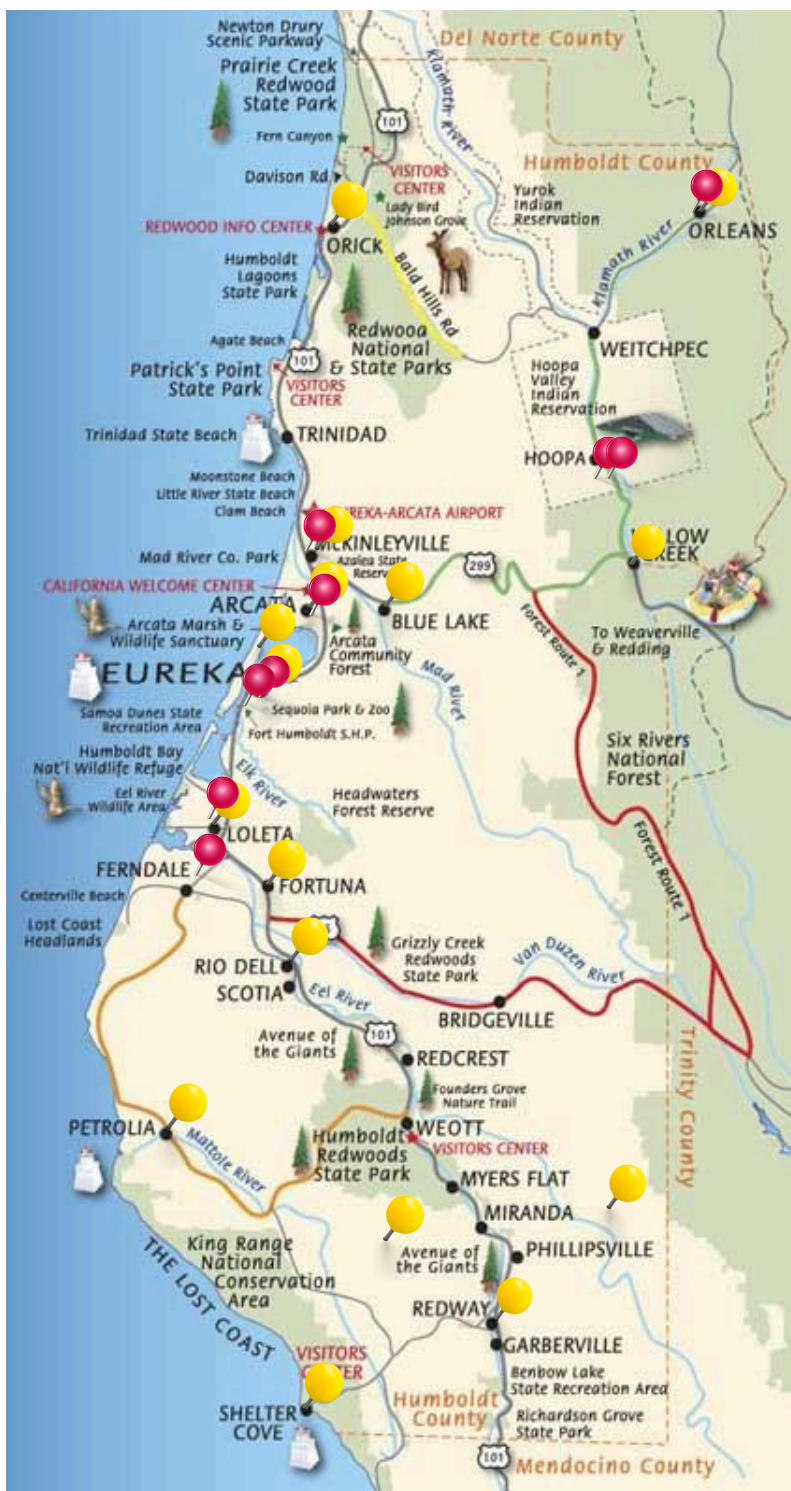 Newton Drury
Scenic Parkway
Del Norte County
Prairie Creek
Redwood
State Park
Klamath River
101
Fern Canyon
VISITORS
CENTER
Humboldt County
Davison Rd
Lady Bird
Johnson Grove
Yurok
Indian
Reservation
REDWOOD INFO CENTER
ORICK
ORLEANS
Klamath River
Humboldt
Lagoons
State Park
Bald Hills Rd
Agate Beach
Redwood
National
& State Parks
WEITCHPEC
101
Patrick's Point
State Park
VISITORS
CENTER
Hoopa
Valley
Indian
Reservation
Trinidad State Beach
TRINIDAD
HOOPA
Moonstone Beach
Little River State Beach
Clam Beach
EUREKA-ARCATA AIRPORT
Mad River Co. Park
MCKINLEYVILLE
Azalea State
299
CALIFORNIA WELCOME CENTER
ARCATA
BLUE LAKE
Forest Route 1
Arcata Marsh &
Wildlife Sanctuary
Arcata
Community
Forest
To Weaverville
& Redding
EUREKA
Mad River
Samoa Dunes State
Recreation Area
Sequoia Park & Zoo
Fort Humboldt S.H.P.
Humboldt Bay
Nat'l Wildlife Refuge
Elk River
Six Rivers
National
Forest
Eel River
Wildlife Area
Headwaters
Forest Reserve
LOLETA
Forest Route 1
FERNDALE
Centerville Beach
FORTUNA
Lost Coast
Headlands
Grizzly Creek
Redwoods
State Park
Van Duzen River
RIO DELL
SCOTIA
Eel River
BRIDGEVILLE
Avenue of
the Giants
101
REDCREST
Trinity County
Founders Grove
Nature Trail
PETROLIA
Mattole River
WEOTT
Humboldt
Redwoods
State Park
VISITORS CENTER
MYERS FLAT
MIRANDA
THE LOST COAST
King Range
National
Conservation
Area
Avenue of
the Giants
PHILLIPSVILLE
REDWAY
GARBERVILLE
VISITORS
Benbow Lake
State Recreation Area
SHELTER
COVE
Humboldt
County
Richardson Grove
State Park
101
Mendocino County